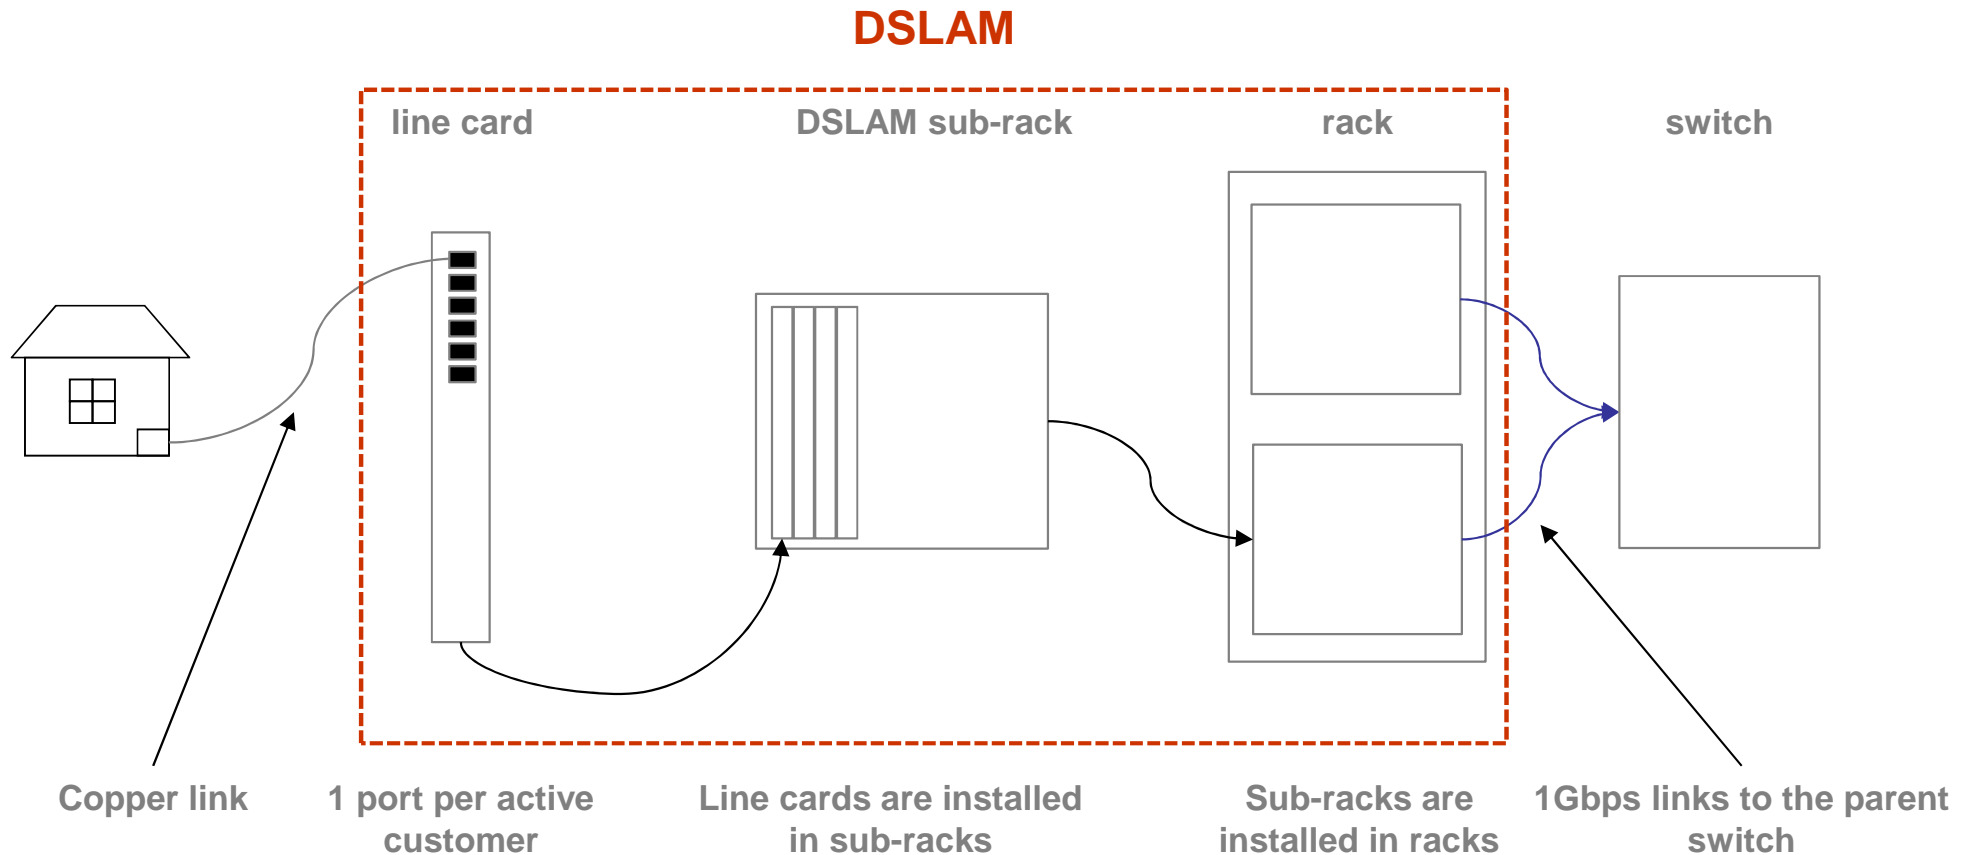 DSLAM
line card
DSLAM sub-rack
rack
switch
Copper link
1 port per active
customer
Line cards are installed
in sub-racks
Sub-racks are
installed in racks
1Gbps links to the parent
switch